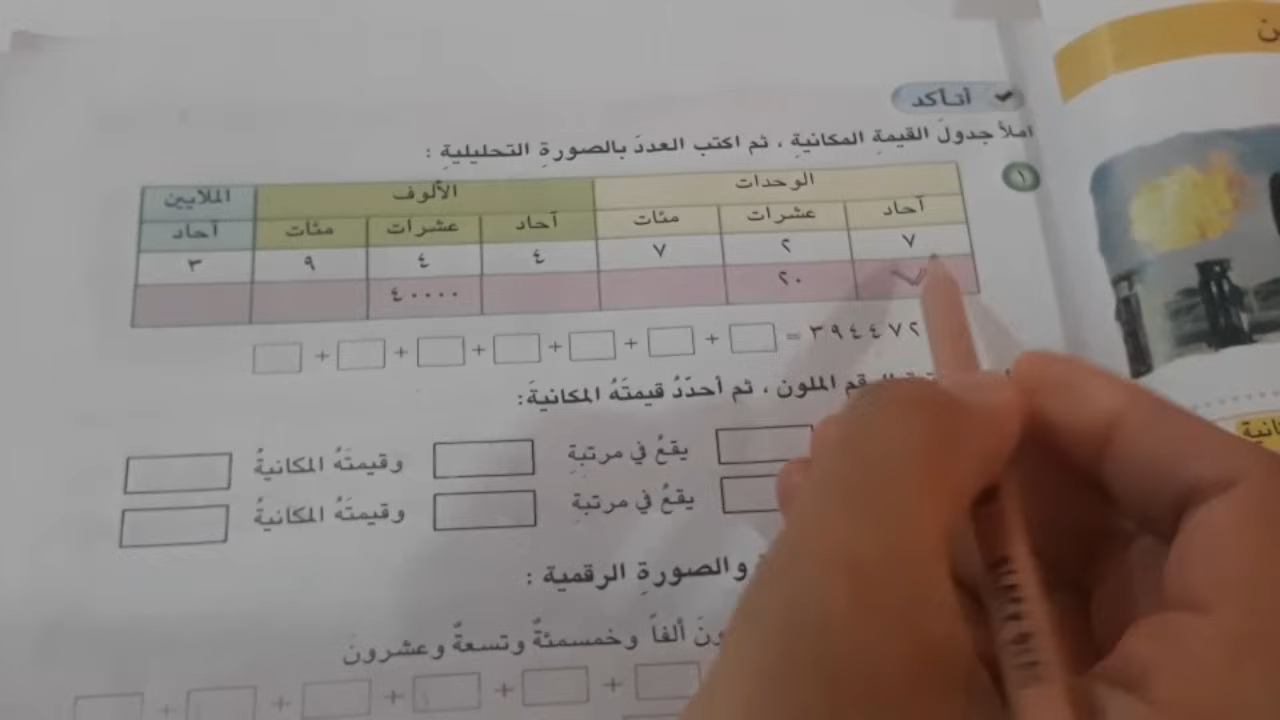 أتأكد
املأ جدولَ القيمةِ المكانيةِ ، ثم اكتب العددَ بالصورةِ التحليليةِ :
١
الوحدات الألوف الملايين
آحاد عشرات مئات آحاد عشرات مئات آحاد
٧ ٢ ٧ ٤ ٤ ٩ ٣
٧ ٢٠ ٤٠٠٠٠
٣٩٤٤٧٢ = + + + + + +
الرقم الملون ، ثم أحدّدُ قيمتَهُ المكانيةَ:
يقعُ في مرتبةِ وقيمتَهُ المكانيةُ
يقعُ في مرتبةِ وقيمتَهُ المكانيةُ
والصورةِ الرقمية :
ألفاً وخمسمئةٌ وتسعةٌ وعشرونَ
+ + + + +